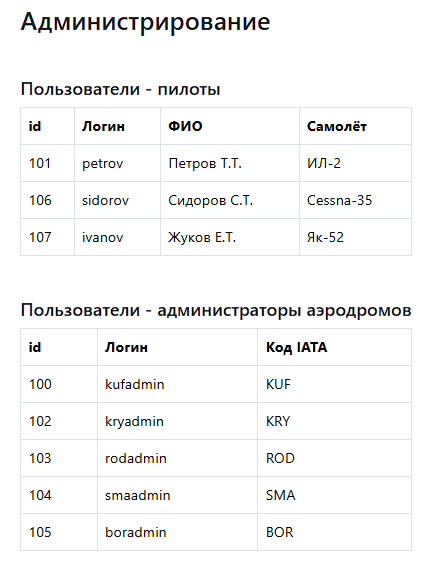 Администрирование
Пользователи - пилоты
id Логин ФИО Самолёт
101 petrov Петров Т.Т. ИЛ-2
106 sidorov Сидоров С.Т. Cessna-35
107 ivanov Жуков Е.Т. Як-52
Пользователи - администраторы аэродромов
id Логин Код IATA
100 kufadmin KUF
102 kryadmin KRY
103 rodadmin ROD
104 smaadmin SMA
105 boradmin BOR